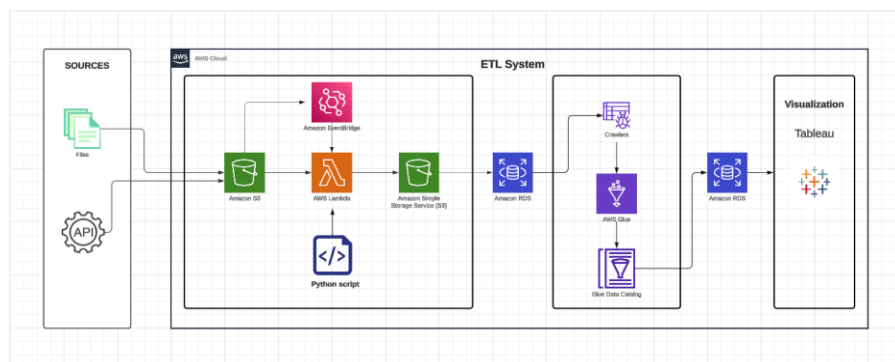 SOURCES
Files
API
aws
AWS Cloud
ETL System
Amazon EventBridge
Amazon S3
AWS Lambda
Amazon Simple
Storage Service (S3)
</>
Python script
Amazon RDS
Crawlers
AWS Glue
Glue Data Catalog
Amazon RDS
Visualization
Tableau